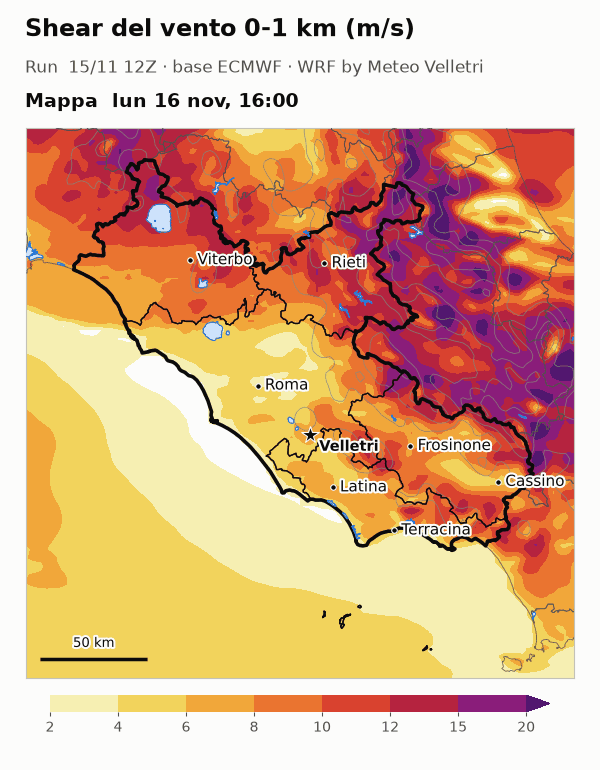 Shear del vento 0-1 km (m/s)
Run  15/11 12Z · base ECMWF · WRF by Meteo Velletri
Mappa  lun 16 nov, 16:00
Viterbo
Rieti
Roma
Velletri
Frosinone
Latina
Cassino
Terracina
50 km
2 4 6 8 10 12 15 20